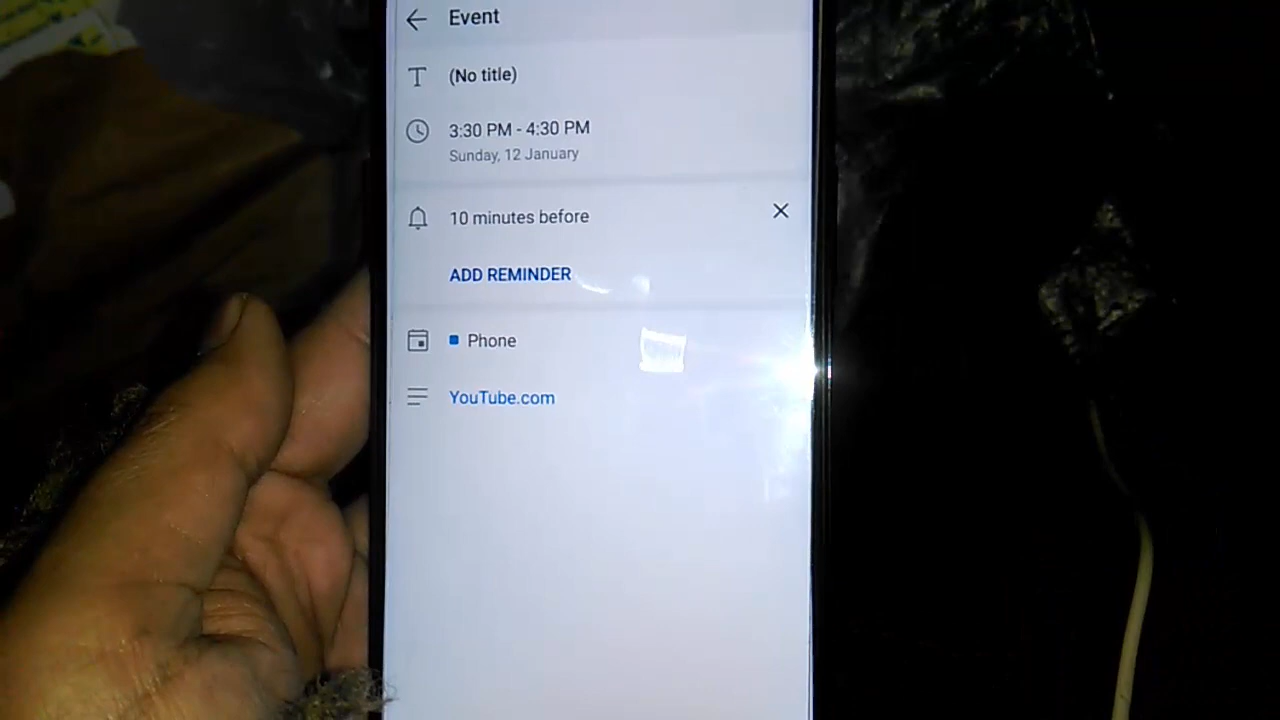 Event
(No title)
3:30 PM - 4:30 PM
Sunday, 12 January
10 minutes before
ADD REMINDER
Phone
YouTube.com